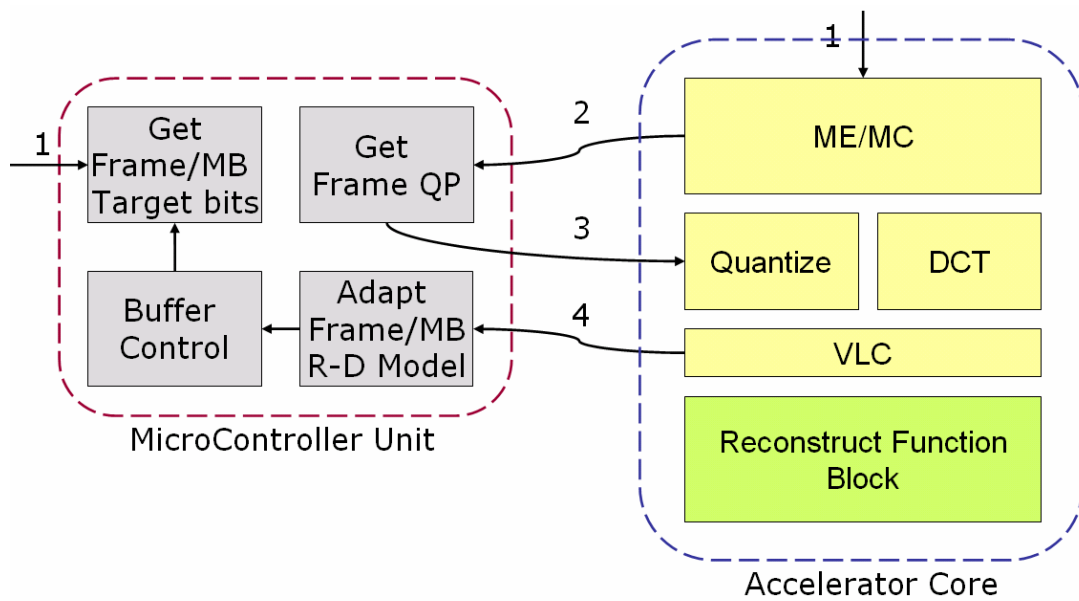 1
1
Get
Frame/MB
Target bits
Get
Frame QP
2
ME/MC
3
Quantize
DCT
Buffer
Control
Adapt
Frame/MB
R-D Model
4
VLC
MicroController Unit
Reconstruct Function
Block
Accelerator Core